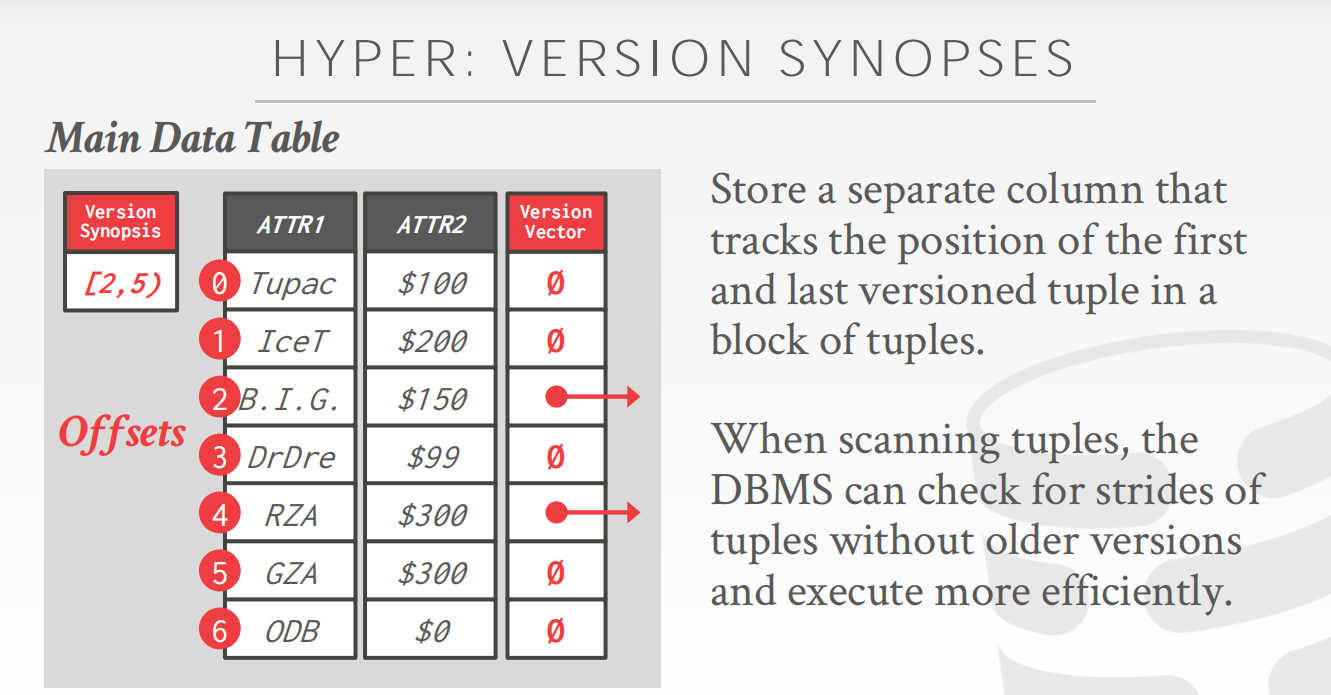 HYPER: VERSION SYNOPSES
Main Data Table
Version
Synopsis
[2,5)
Offsets
ATTR1 ATTR2 Version Vector
0 Tupac $100 Ø
1 IceT $200 Ø
2 B.I.G. $150
3 DrDre $99 Ø
4 RZA $300
5 GZA $300 Ø
6 ODB $0 Ø
Store a separate column that
tracks the position of the first
and last versioned tuple in a
block of tuples.
When scanning tuples, the
DBMS can check for strides of
tuples without older versions
and execute more efficiently.